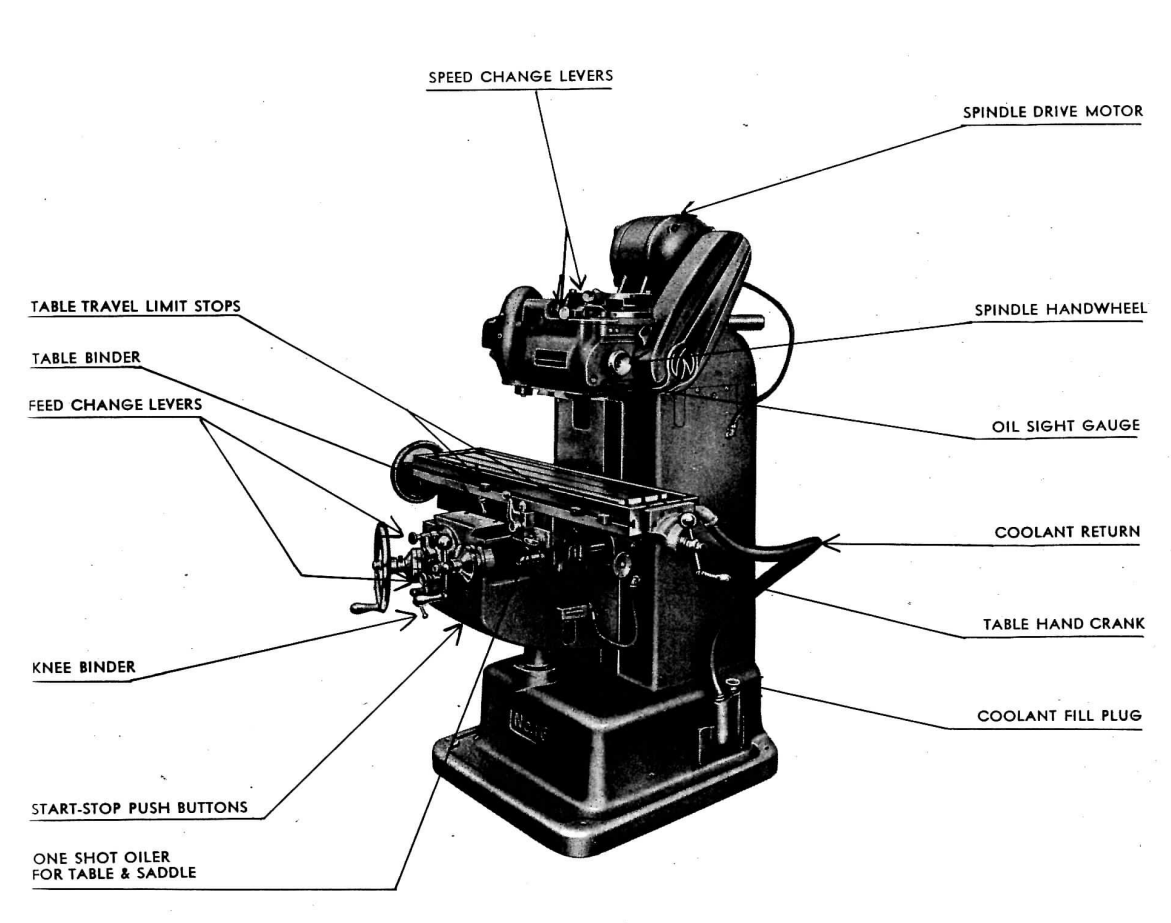 SPEED CHANGE LEVERS
SPINDLE DRIVE MOTOR
TABLE TRAVEL LIMIT STOPS
SPINDLE HANDWHEEL
TABLE BINDER
FEED CHANGE LEVERS
OIL SIGHT GAUGE
COOLANT RETURN
TABLE HAND CRANK
KNEE BINDER
COOLANT FILL PLUG
START-STOP PUSH BUTTONS
ONE SHOT OILER
FOR TABLE & SADDLE